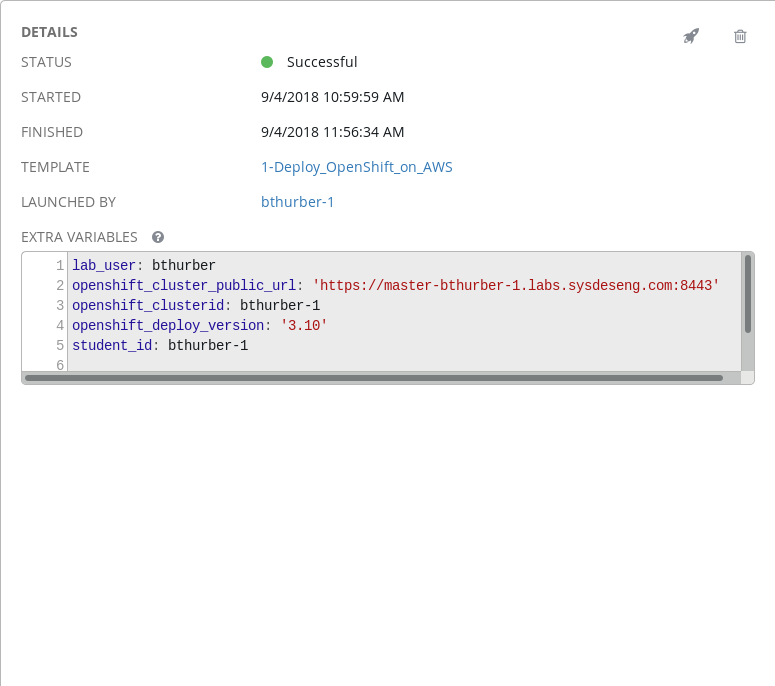 DETAILS
STATUS Successful
STARTED 9/4/2018 10:59:59 AM
FINISHED 9/4/2018 11:56:34 AM
TEMPLATE 1-Deploy_OpenShift_on_AWS
LAUNCHED BY bthurber-1
EXTRA VARIABLES ?
1 lab_user: bthurber
2 openshift_cluster_public_url: 'https://master-bthurber-1.labs.sysdeseng.com:8443'
3 openshift_clusterid: bthurber-1
4 openshift_deploy_version: '3.10'
5 student_id: bthurber-1
6